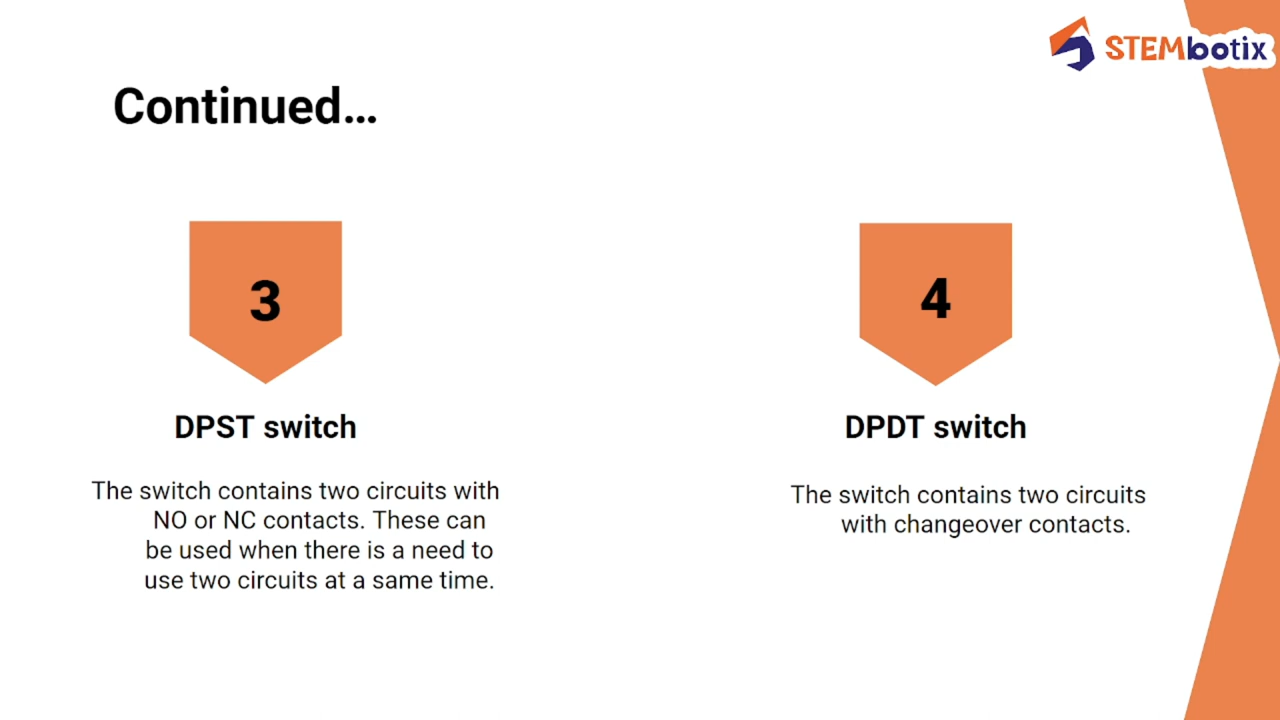 STEMbotix
Continued...
3
DPST switch
The switch contains two circuits with
NO or NC contacts. These can
be used when there is a need to
use two circuits at a same time.
4
DPDT switch
The switch contains two circuits
with changeover contacts.